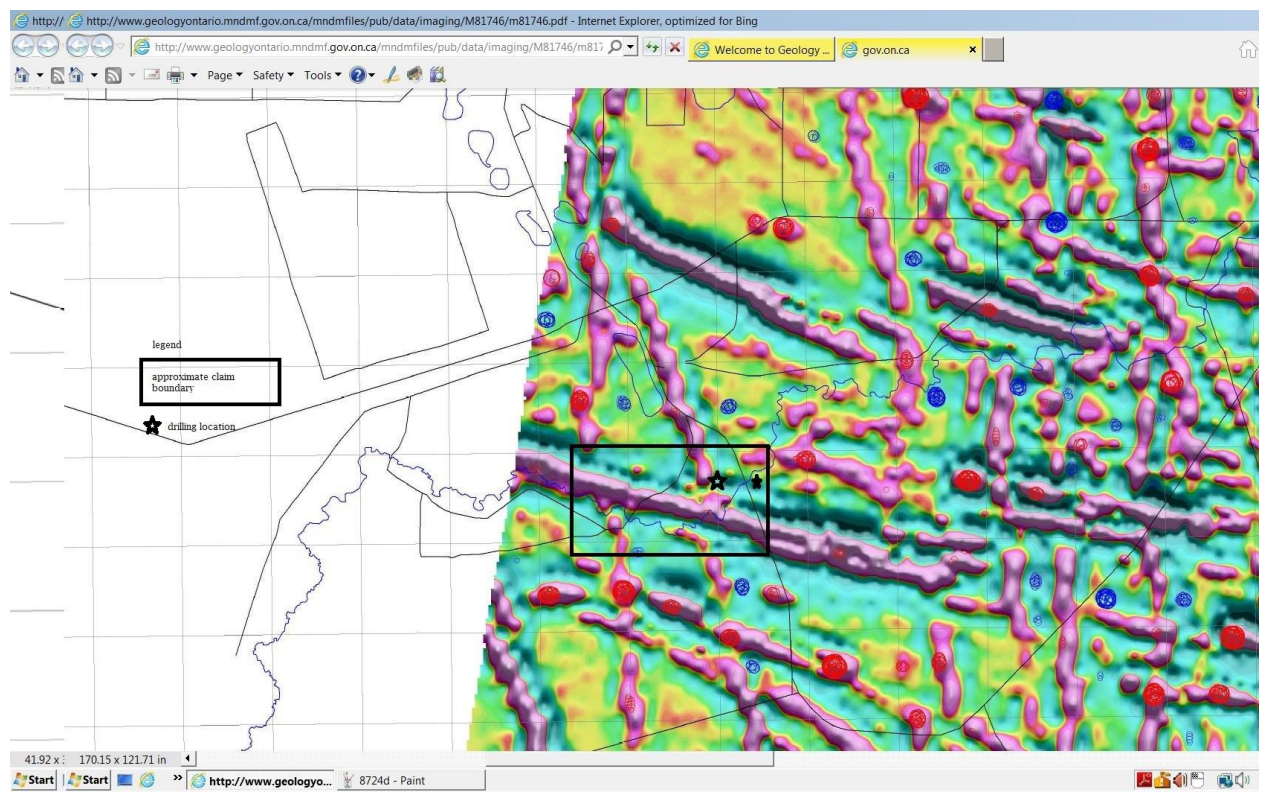 http:// http://www.geologyontario.mndmf.gov.on.ca/mndmfiles/pub/data/imaging/M81746/m81746.pdf - Internet Explorer, optimized for Bing
http://www.geologyontario.mndmf.gov.on.ca/mndmfiles/pub/data/imaging/M81746/m817
Welcome to Geology ...
gov.on.ca
Page
Safety
Tools
legend
approximate claim
boundary
drilling location
41.92 x
170.15 x 121.71 in
Start
Start
http://www.geologyo...
8724d - Paint